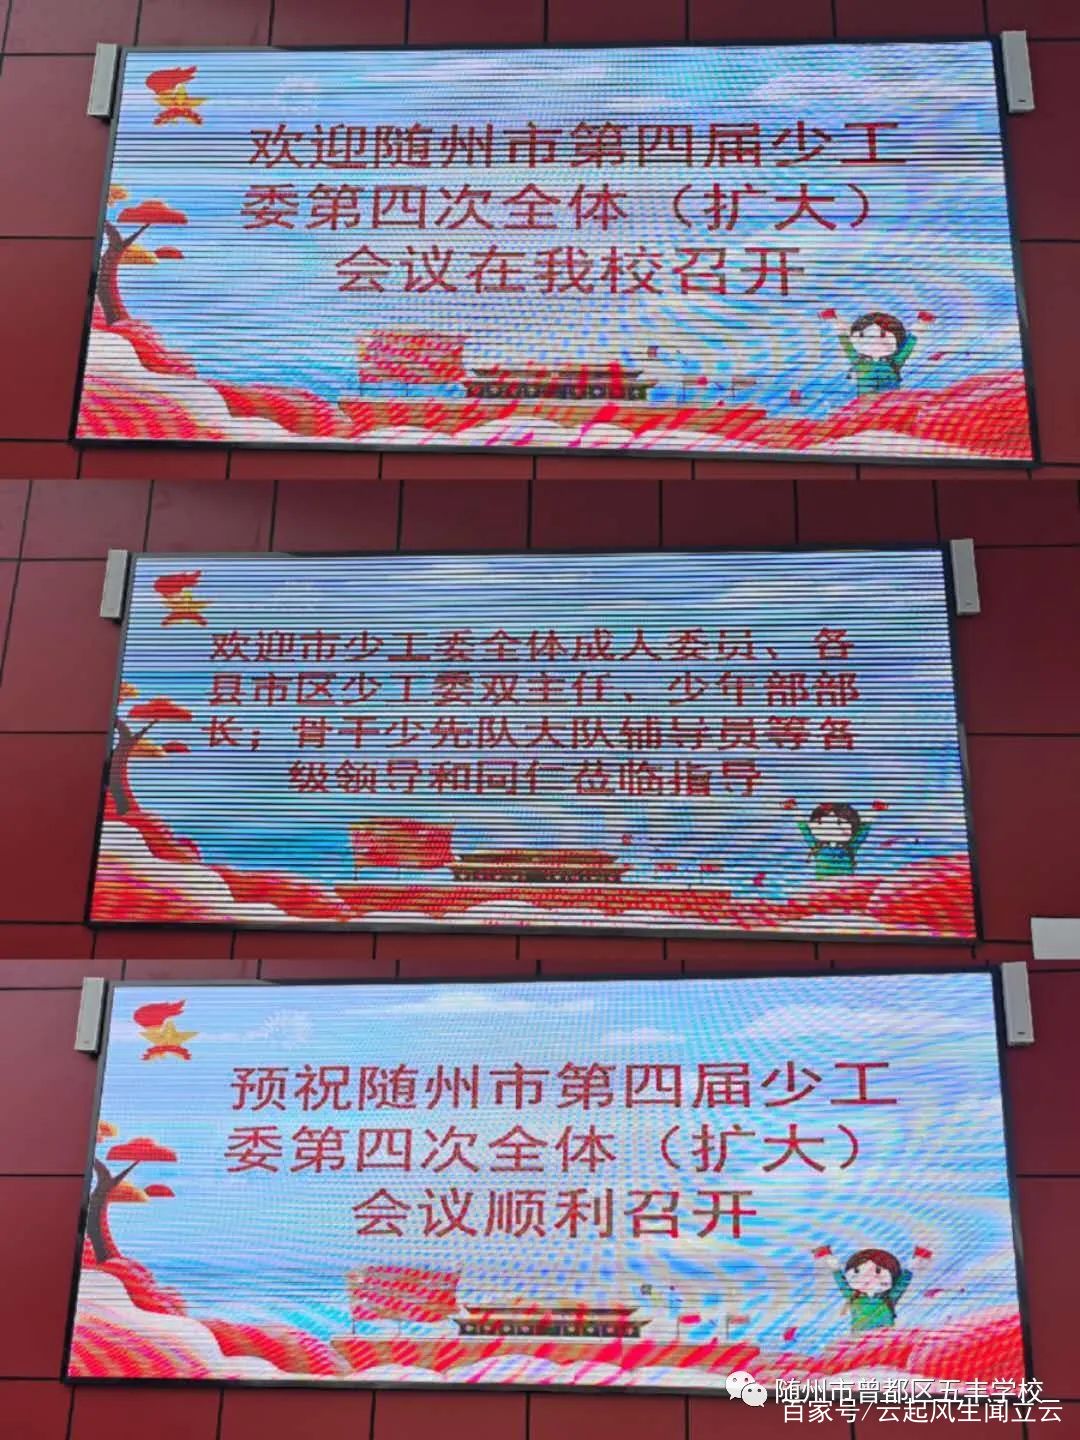 欢迎随州市第四届少工
委第四次全体（扩大）
会议在我校召开
欢迎市少工委全体成人委员、各
县市区少工委双主任、少年部部
长；骨干少先队大队辅导员等各
级领导和同仁莅临指导
预祝随州市第四届少工
委第四次全体（扩大）
会议顺利召开
随州市曾都区五丰学校
百家号/云起风生闻立云